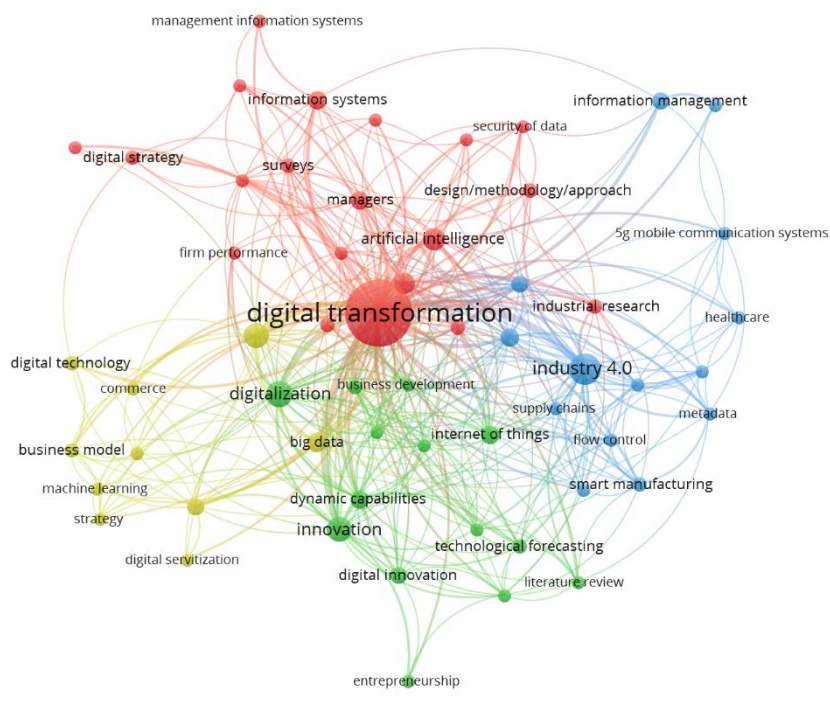 management information systems
information systems
information management
security of data
digital strategy
surveys
design/methodology/approach
managers
5g mobile communication systems
artificial intelligence
firm performance
industrial research
digital transformation
healthcare
digital technology
industry 4.0
commerce
digitalization
business development
supply chains
metadata
internet of things
flow control
big data
business model
machine learning
smart manufacturing
dynamic capabilities
strategy
innovation
technological forecasting
digital servitization
digital innovation
literature review
entrepreneurship